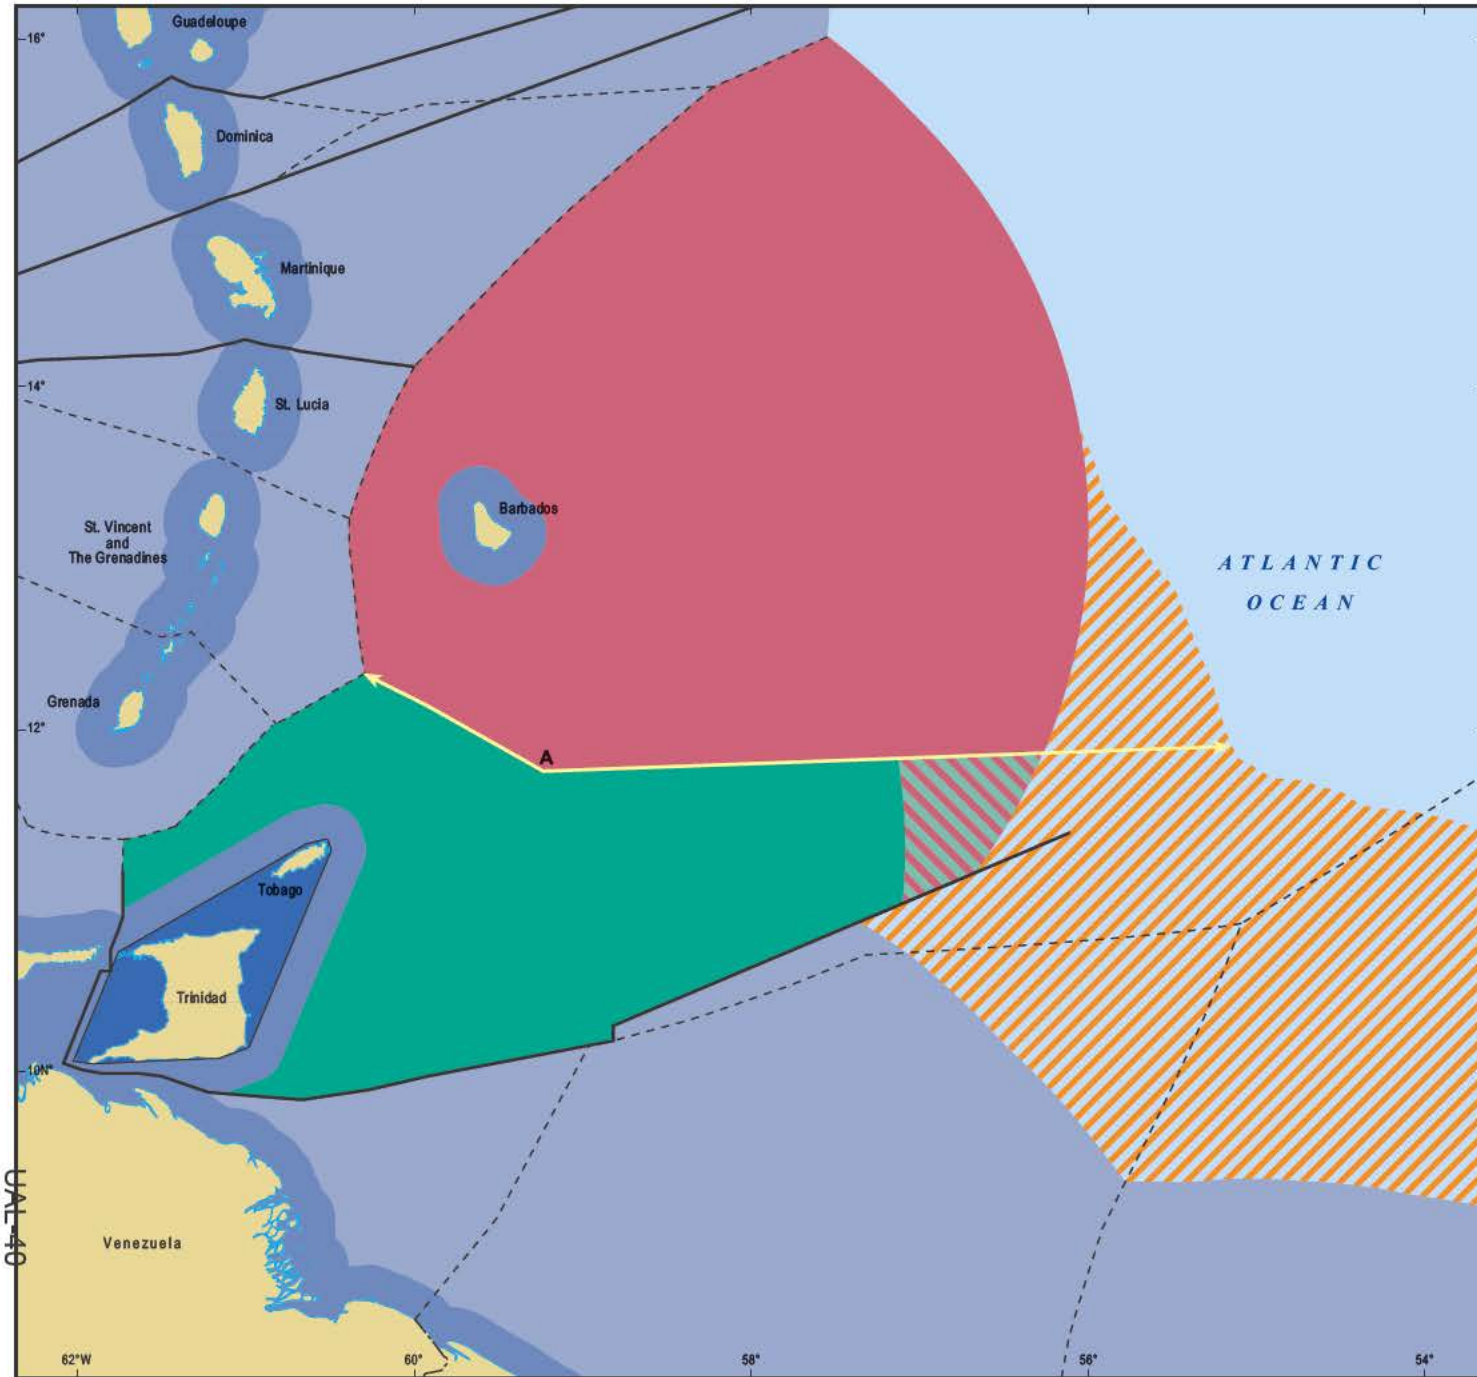 Guadeloupe
16°
Dominica
Martinique
14°
St. Lucia
Barbados
St. Vincent
and
The Grenadines
ATLANTIC
OCEAN
Grenada
12°
A
Tobago
Trinidad
10N°
UAL-40
Venezuela
62°W
60°
58°
56°
54°